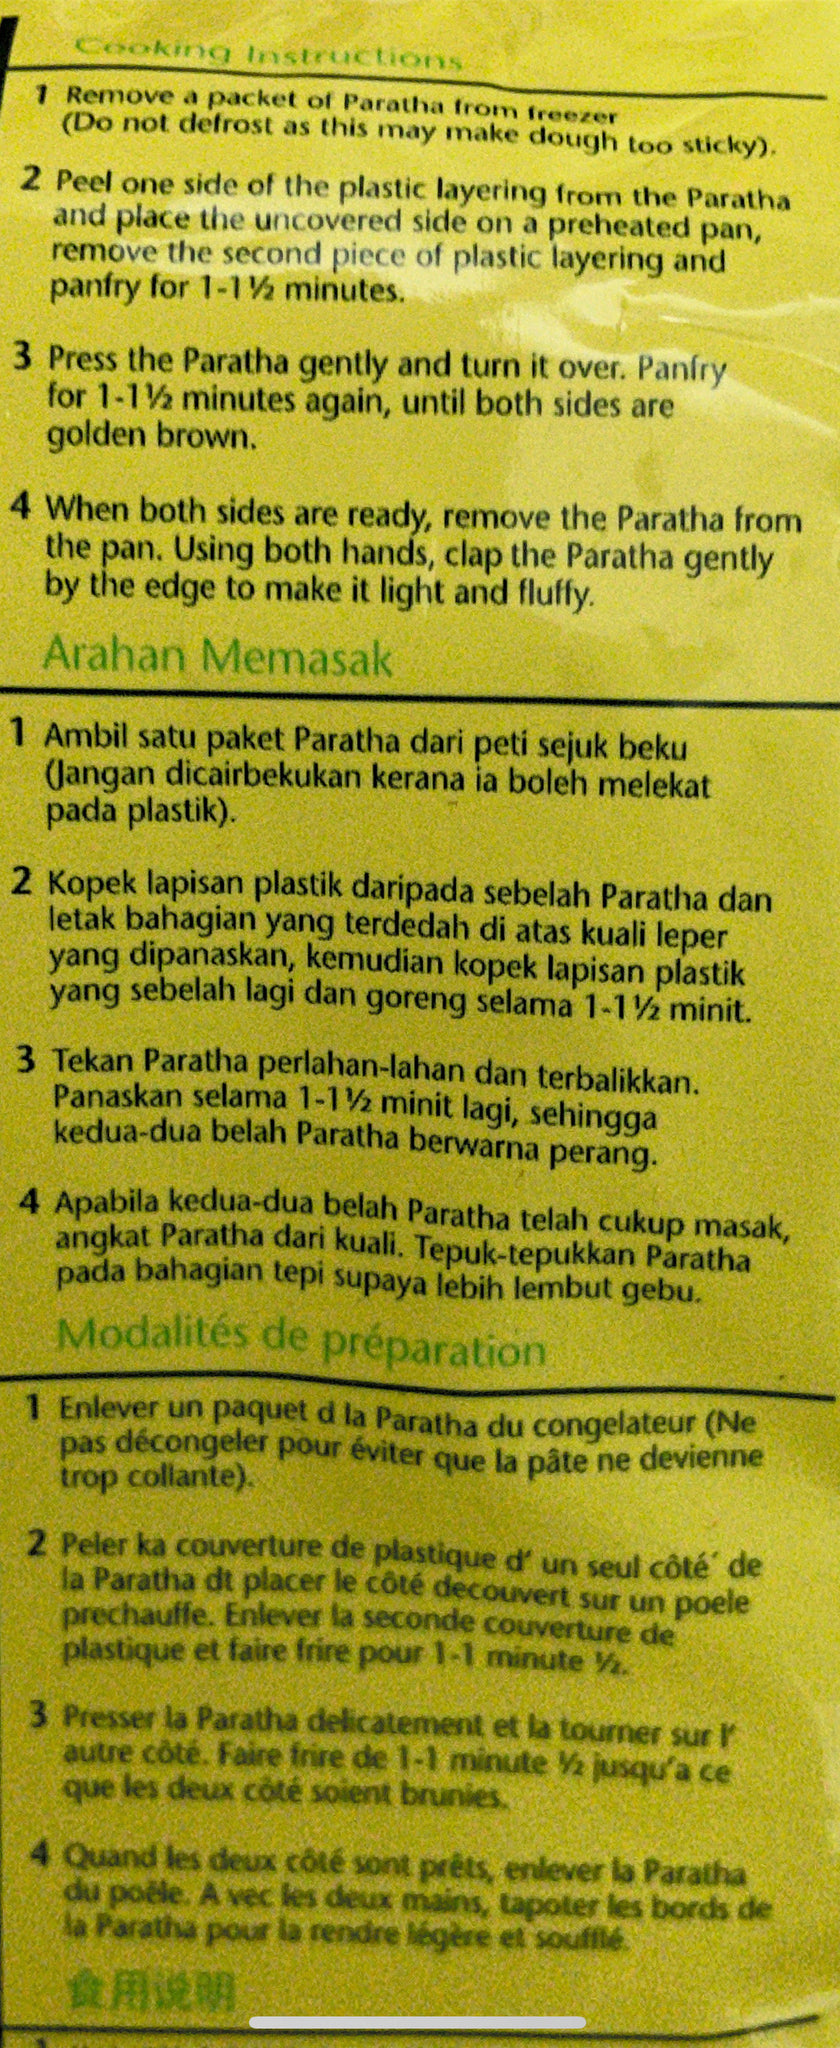 Cooking Instructions
1 Remove a packet of Paratha from freezer
(Do not defrost as this may make dough too sticky).
2 Peel one side of the plastic layering from the Paratha
and place the uncovered side on a preheated pan,
remove the second piece of plastic layering and
panfry for 1-1½ minutes.
3 Press the Paratha gently and turn it over. Panfry
for 1-1½ minutes again, until both sides are
golden brown.
4 When both sides are ready, remove the Paratha from
the pan. Using both hands, clap the Paratha gently
by the edge to make it light and fluffy.
Arahan Memasak
1 Ambil satu paket Paratha dari peti sejuk beku
(Jangan dicairbekukan kerana ia boleh melekat
pada plastik).
2 Kopek lapisan plastik daripada sebelah Paratha dan
letak bahagian yang terdedah di atas kuali leper
yang dipanaskan, kemudian kopek lapisan plastik
yang sebelah lagi dan goreng selama 1-1½ minit.
3 Tekan Paratha perlahan-lahan dan terbalikkan.
Panaskan selama 1-1½ minit lagi, sehingga
kedua-dua belah Paratha berwarna perang.
4 Apabila kedua-dua belah Paratha telah cukup masak,
angkat Paratha dari kuali. Tepuk-tepukkan Paratha
pada bahagian tepi supaya lebih lembut gebu.
Modalités de préparation
1 Enlever un paquet d la Paratha du congelateur (Ne
pas décongeler pour éviter que la pâte ne devienne
trop collante).
2 Peler ka couverture de plastique d' un seul côté´ de
la Paratha dt placer le côté decouvert sur un poele
prechauffe. Enlever la seconde couverture de
plastique et faire frire pour 1-1 minute ½.
3 Presser la Paratha delicatement et la tourner sur l'
autre côté. Faire frire de 1-1 minute ½ jusqu'a ce
que les deux côté soient brunies.
4 Quand les deux côté sont prêts, enlever la Paratha
du poêle. A vec les deux mains, tapoter les bords de
la Paratha pour la rendre légère et soufflé.
食用说明